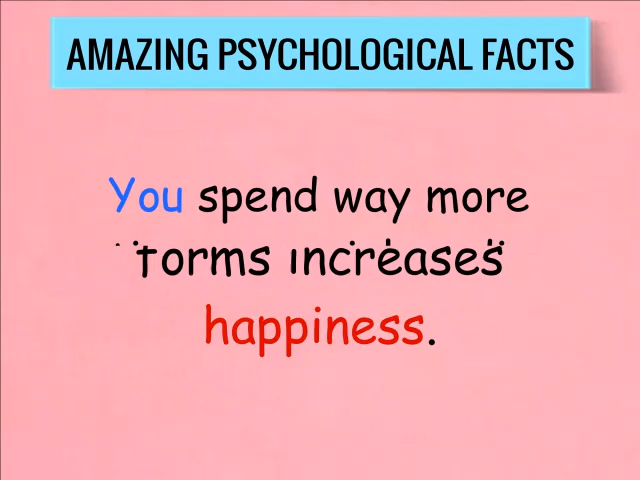 AMAZING PSYCHOLOGICAL FACTS
You spend way more
forms increases
happiness.